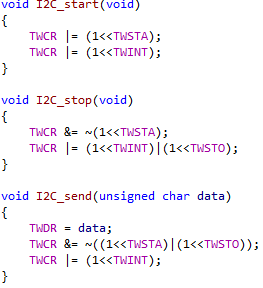 void I2C_start(void)
{
    TWCR |= (1<<TWSTA);
    TWCR |= (1<<TWINT);
}

void I2C_stop(void)
{
    TWCR &= ~(1<<TWSTA);
    TWCR |= (1<<TWINT)|(1<<TWSTO);
}

void I2C_send(unsigned char data)
{
    TWDR = data;
    TWCR &= ~((1<<TWSTA)|(1<<TWSTO));
    TWCR |= (1<<TWINT);
}